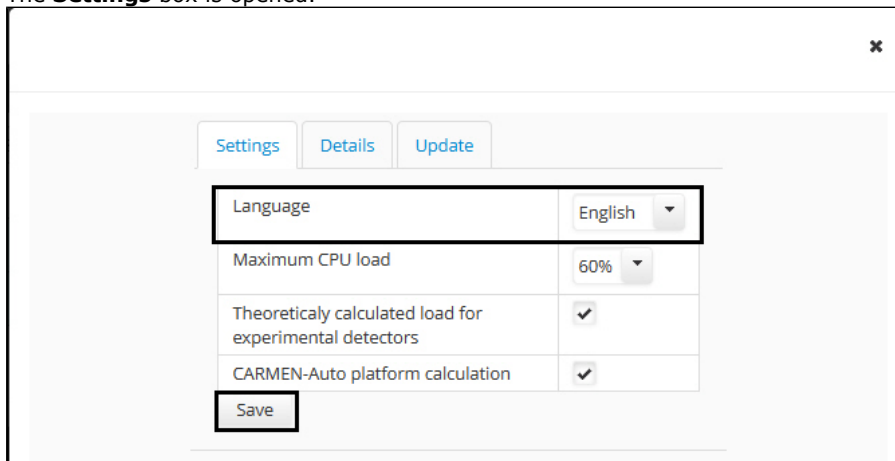 The Settings box is opened.
Settings Details Update
Language English
Maximum CPU load 60%
Theoreticaly calculated load for
experimental detectors
CARMEN-Auto platform calculation
Save